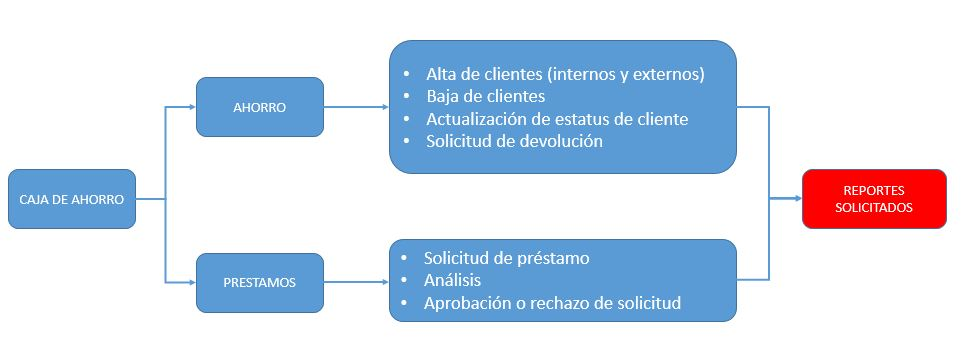 CAJA DE AHORRO
AHORRO
• Alta de clientes (internos y externos)
• Baja de clientes
• Actualización de estatus de cliente
• Solicitud de devolución
PRESTAMOS
• Solicitud de préstamo
• Análisis
• Aprobación o rechazo de solicitud
REPORTES
SOLICITADOS